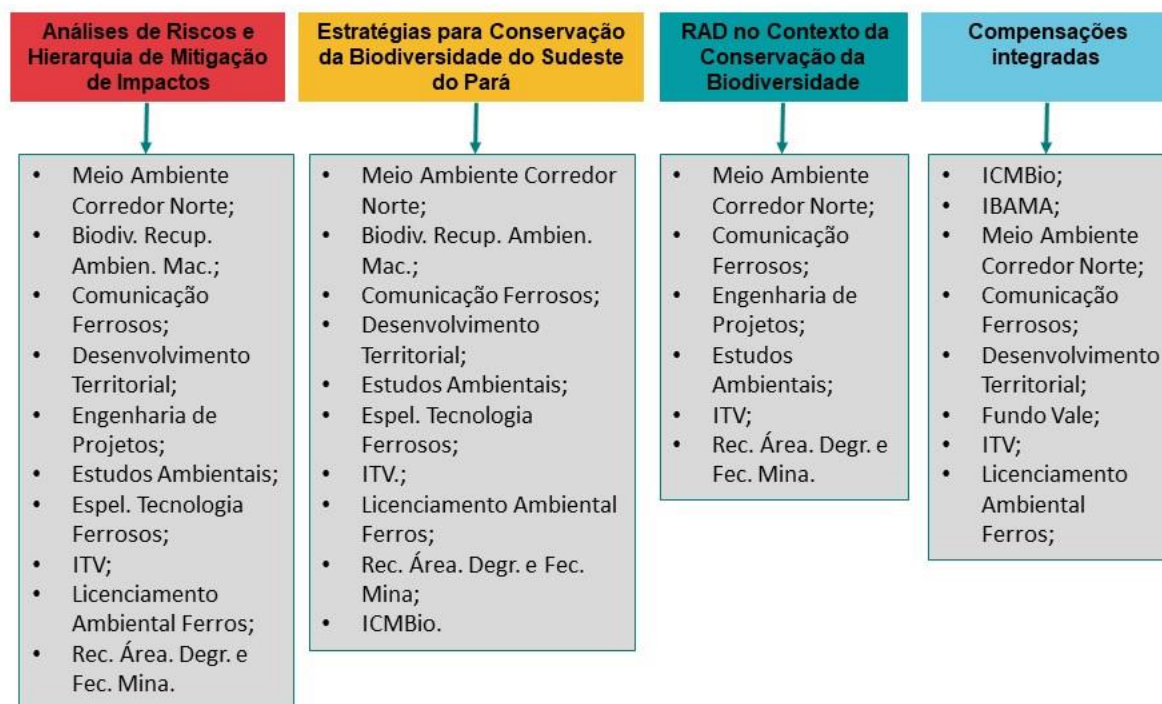 Análises de Riscos e
Hierarquia de Mitigação
de Impactos
• Meio Ambiente
Corredor Norte;
• Biodiv. Recup.
Ambien. Mac.;
• Comunicação
Ferrosos;
• Desenvolvimento
Territorial;
• Engenharia de
Projetos;
• Estudos Ambientais;
• Espel. Tecnologia
Ferrosos;
• ITV;
• Licenciamento
Ambiental Ferros;
• Rec. Área. Degr. e
Fec. Mina.
Estratégias para Conservação
da Biodiversidade do Sudeste
do Pará
• Meio Ambiente Corredor
Norte;
• Biodiv. Recup. Ambien.
Mac.;
• Comunicação Ferrosos;
• Desenvolvimento
Territorial;
• Estudos Ambientais;
• Espel. Tecnologia
Ferrosos;
• ITV.;
• Licenciamento Ambiental
Ferros;
• Rec. Área. Degr. e Fec.
Mina;
• ICMBio.
RAD no Contexto da
Conservação da
Biodiversidade
• Meio Ambiente
Corredor Norte;
• Comunicação
Ferrosos;
• Engenharia de
Projetos;
• Estudos
Ambientais;
• ITV;
• Rec. Área. Degr. e
Fec. Mina.
Compensações
integradas
• ICMBio;
• IBAMA;
• Meio Ambiente
Corredor Norte;
• Comunicação
Ferrosos;
• Desenvolvimento
Territorial;
• Fundo Vale;
• ITV;
• Licenciamento
Ambiental
Ferros;